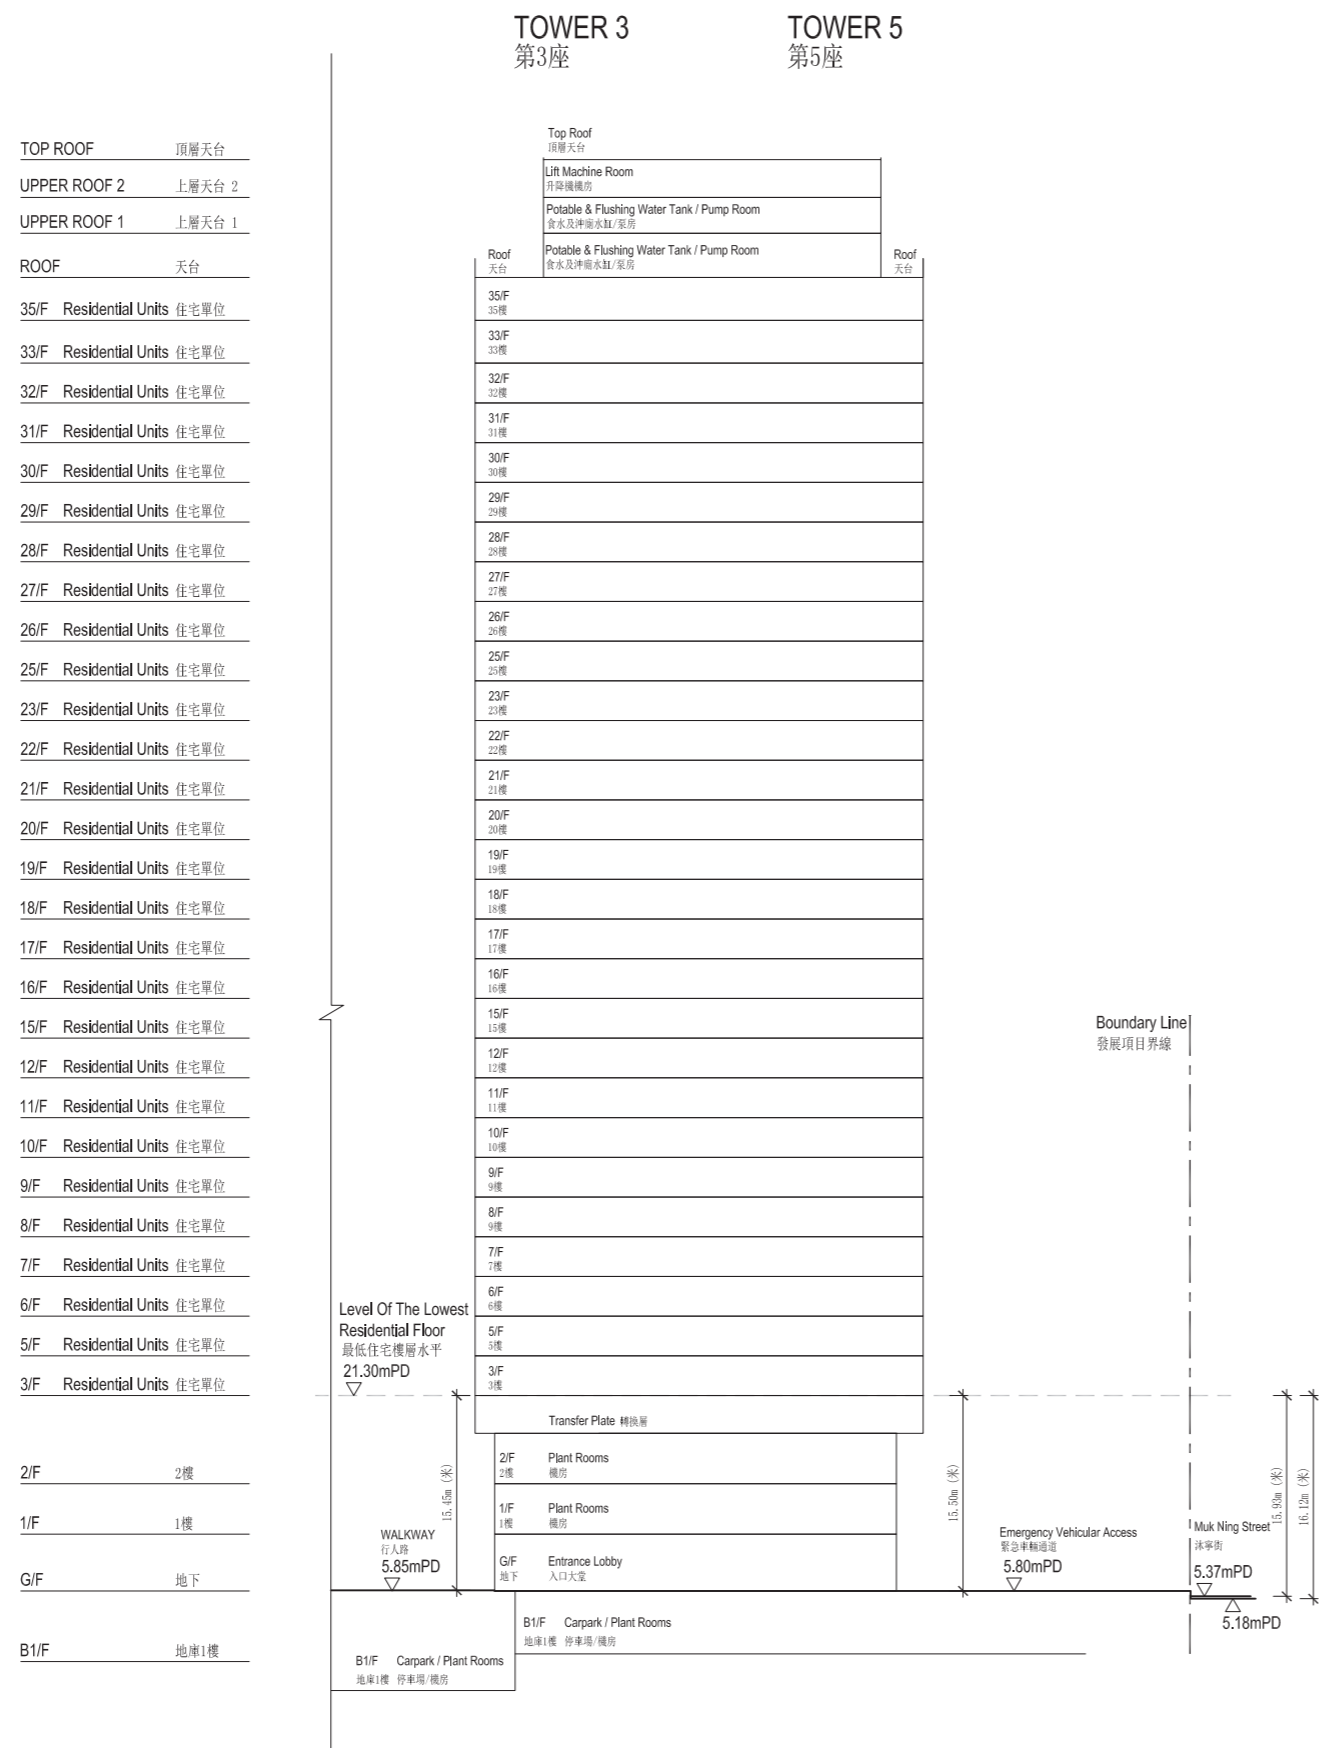 TOWER 3
第3座
TOWER 5
第5座
TOP ROOF 頂層天台
UPPER ROOF 2 上層天台 2
UPPER ROOF 1 上層天台 1
ROOF 天台
35/F Residential Units 住宅單位
33/F Residential Units 住宅單位
32/F Residential Units 住宅單位
31/F Residential Units 住宅單位
30/F Residential Units 住宅單位
29/F Residential Units 住宅單位
28/F Residential Units 住宅單位
27/F Residential Units 住宅單位
26/F Residential Units 住宅單位
25/F Residential Units 住宅單位
23/F Residential Units 住宅單位
22/F Residential Units 住宅單位
21/F Residential Units 住宅單位
20/F Residential Units 住宅單位
19/F Residential Units 住宅單位
18/F Residential Units 住宅單位
17/F Residential Units 住宅單位
16/F Residential Units 住宅單位
15/F Residential Units 住宅單位
12/F Residential Units 住宅單位
11/F Residential Units 住宅單位
10/F Residential Units 住宅單位
9/F Residential Units 住宅單位
8/F Residential Units 住宅單位
7/F Residential Units 住宅單位
6/F Residential Units 住宅單位
5/F Residential Units 住宅單位
3/F Residential Units 住宅單位
2/F 2樓
1/F 1樓
G/F 地下
B1/F 地庫1樓
Top Roof
頂層天台
Lift Machine Room
升降機機房
Potable & Flushing Water Tank / Pump Room
食水及沖廁水缸/泵房
Potable & Flushing Water Tank / Pump Room
食水及沖廁水缸/泵房
Roof
天台
Roof
天台
35/F
35樓
33/F
33樓
32/F
32樓
31/F
31樓
30/F
30樓
29/F
29樓
28/F
28樓
27/F
27樓
26/F
26樓
25/F
25樓
23/F
23樓
22/F
22樓
21/F
21樓
20/F
20樓
19/F
19樓
18/F
18樓
17/F
17樓
16/F
16樓
15/F
15樓
12/F
12樓
11/F
11樓
10/F
10樓
9/F
9樓
8/F
9樓
7/F
7樓
6/F
6樓
5/F
5樓
3/F
3樓
Transfer Plate 轉換層
2/F Plant Rooms
2樓 機房
1/F Plant Rooms
1樓 機房
G/F Entrance Lobby
地下 入口大堂
B1/F Carpark / Plant Rooms
地庫1樓 停車場/機房
B1/F Carpark / Plant Rooms
地庫1樓 停車場/機房
Level Of The Lowest
Residential Floor
最低住宅樓層水平
21.30mPD
15.45m (米)
WALKWAY
行人路
5.85mPD
15.50m (米)
Emergency Vehicular Access
緊急車輛通道
5.80mPD
Boundary Line
發展項目界線
Muk Ning Street
沐寧街
5.37mPD
5.18mPD
15.93m (米)
16.12m (米)